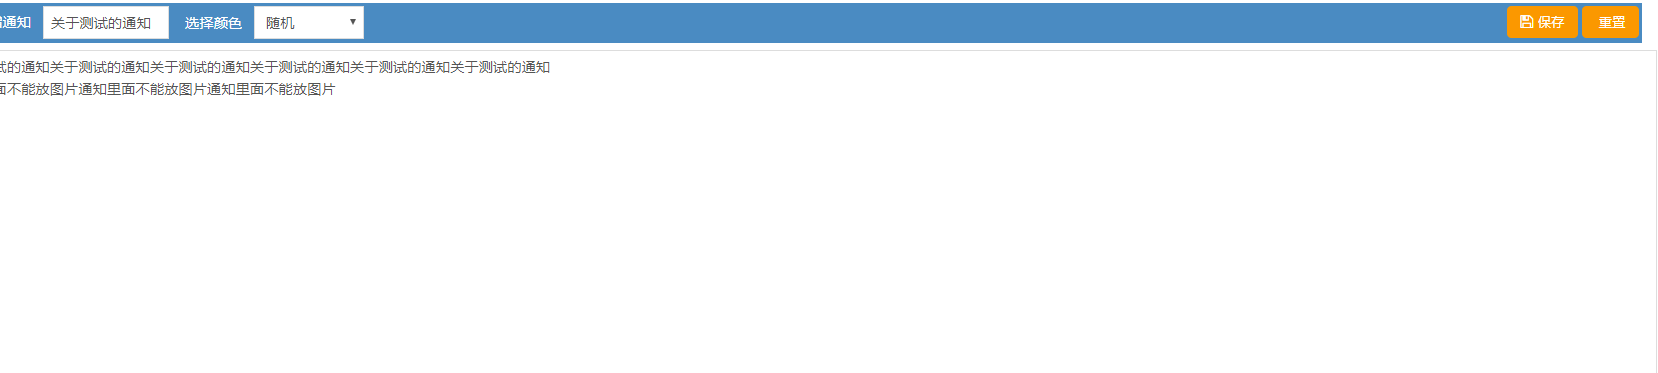 通知 关于测试的通知 选择颜色 随机 保存 重置
试的通知关于测试的通知关于测试的通知关于测试的通知关于测试的通知关于测试的通知
面不能放图片通知里面不能放图片通知里面不能放图片